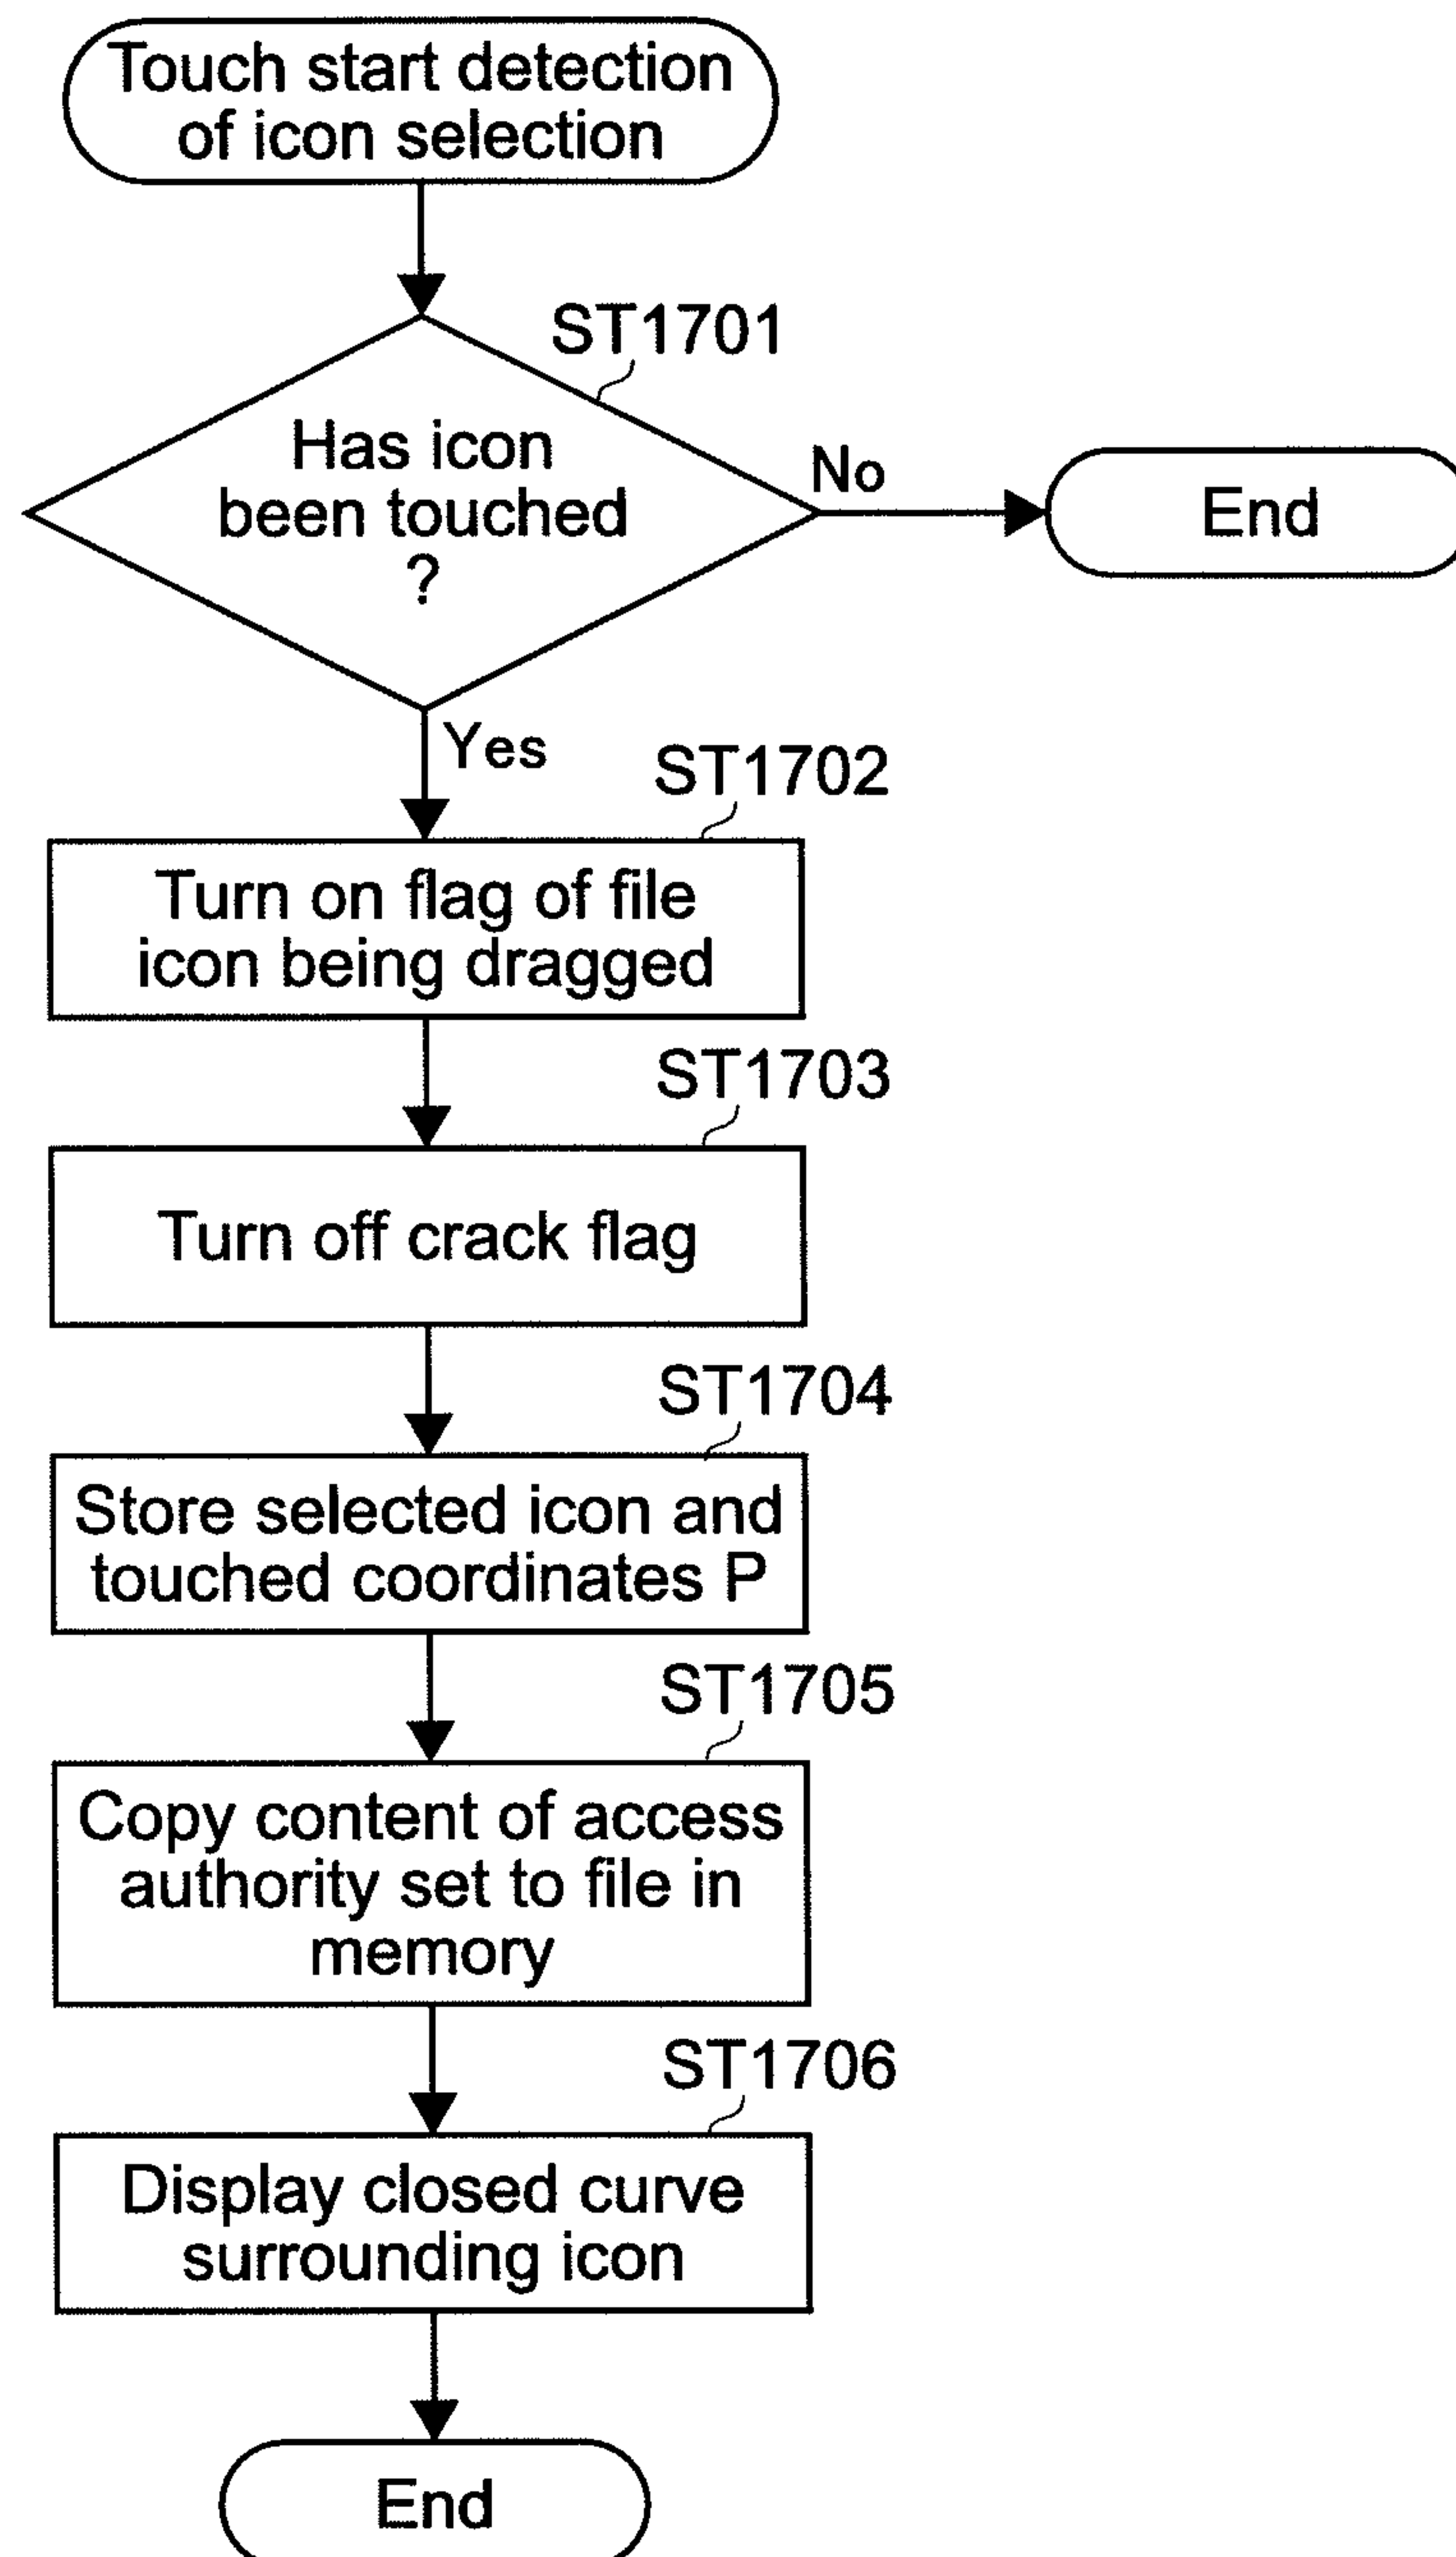 Touch start detection
of icon selection
ST1701
Has icon
been touched
?
No
End
Yes
ST1702
Turn on flag of file
icon being dragged
ST1703
Turn off crack flag
ST1704
Store selected icon and
touched coordinates P
ST1705
Copy content of access
authority set to file in
memory
ST1706
Display closed curve
surrounding icon
End